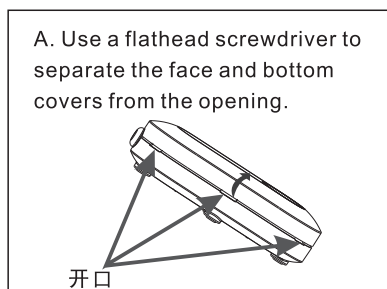 A. Use a flathead screwdriver to
separate the face and bottom
covers from the opening.
开口